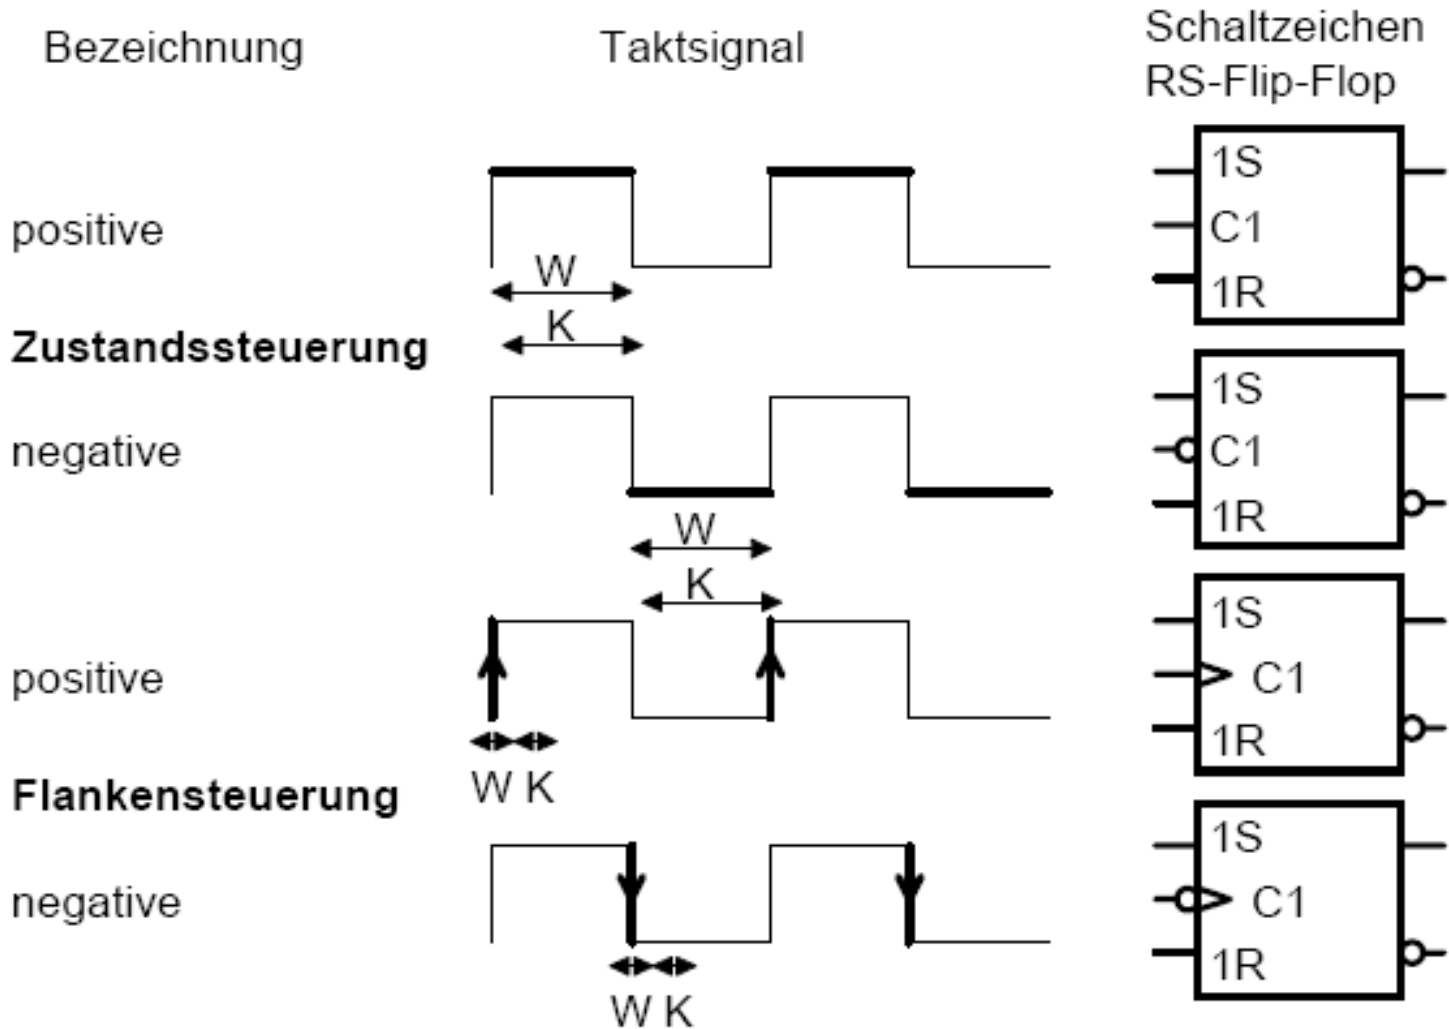 Bezeichnung
Taktsignal
Schaltzeichen
RS-Flip-Flop
positive
W
K
1S
C1
1R
Zustandssteuerung
negative
W
K
1S
C1
1R
positive
W K
1S
C1
1R
Flankensteuerung
negative
W K
1S
C1
1R